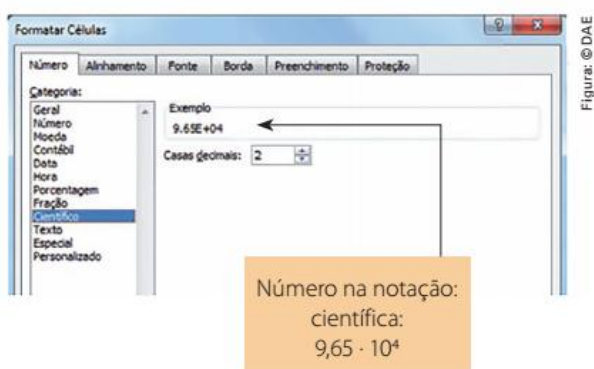 Formatar Células
Número Alinhamento Fonte Borda Preenchimento Proteção
Categoria:
Geral
Número
Moeda
Contábil
Data
Hora
Porcentagem
Fração
Científico
Texto
Especial
Personalizado
Exemplo
9.65E+04
Casas decimais: 2
Número na notação:
científica:
9,65 · 10⁴
Figura: © DAE